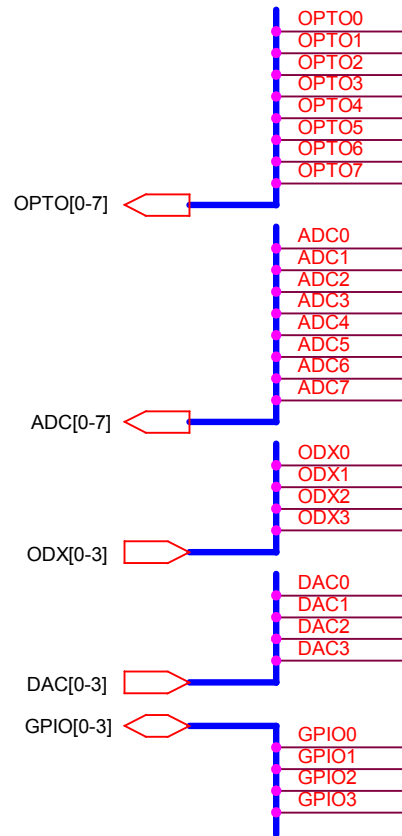 OPTO0
OPTO1
OPTO2
OPTO3
OPTO4
OPTO5
OPTO6
OPTO7
OPTO[0-7]
ADC0
ADC1
ADC2
ADC3
ADC4
ADC5
ADC6
ADC7
ADC[0-7]
ODX0
ODX1
ODX2
ODX3
ODX[0-3]
DAC0
DAC1
DAC2
DAC3
DAC[0-3]
GPIO[0-3]
GPIO0
GPIO1
GPIO2
GPIO3